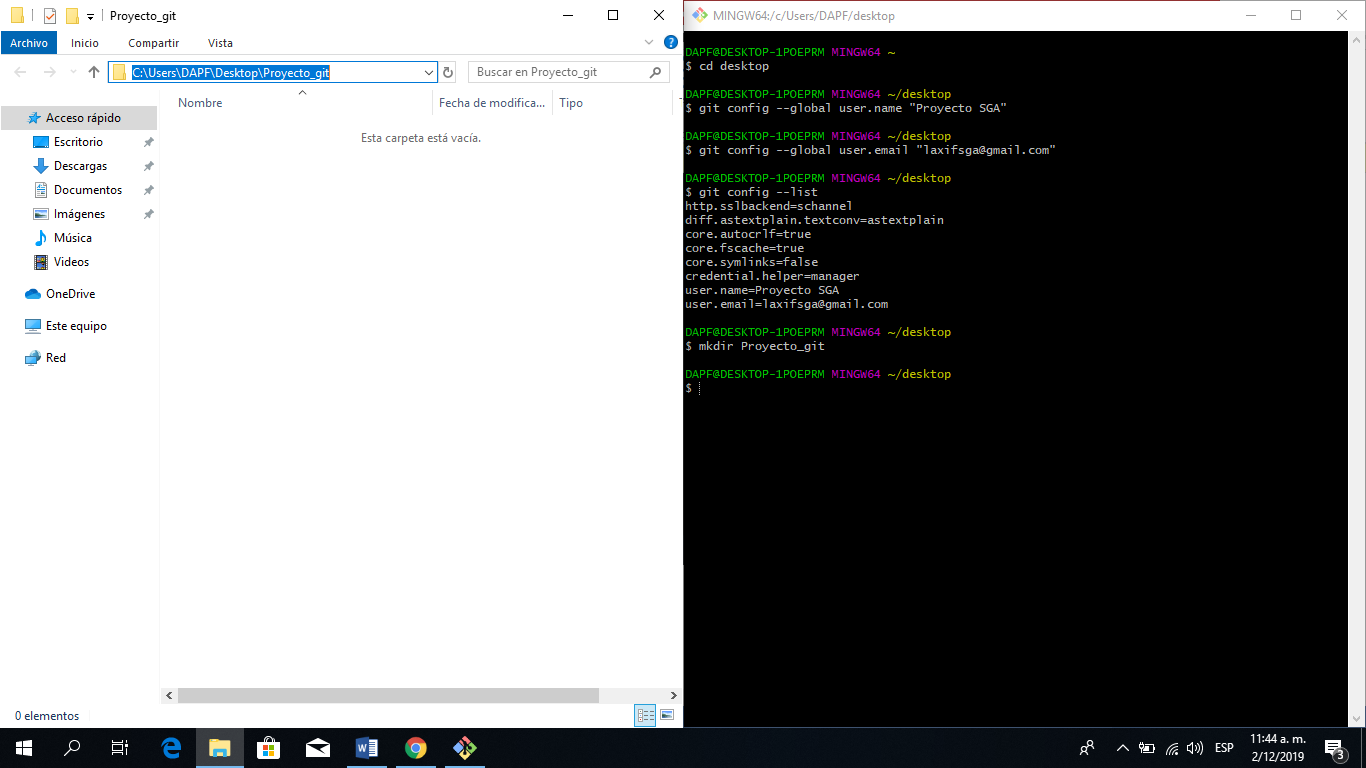 Proyecto_git
Archivo Inicio Compartir Vista
C:\Users\DAPF\Desktop\Proyecto_git
Buscar en Proyecto_git
Nombre Fecha de modifica... Tipo
Esta carpeta está vacía.
Acceso rápido
Escritorio
Descargas
Documentos
Imágenes
Música
Videos
OneDrive
Este equipo
Red
0 elementos
MINGW64:/c/Users/DAPF/desktop
DAPF@DESKTOP-1POEPRM MINGW64 ~
$ cd desktop
DAPF@DESKTOP-1POEPRM MINGW64 ~/desktop
$ git config --global user.name "Proyecto SGA"
DAPF@DESKTOP-1POEPRM MINGW64 ~/desktop
$ git config --global user.email "laxifsga@gmail.com"
DAPF@DESKTOP-1POEPRM MINGW64 ~/desktop
$ git config --list
http.sslbackend=schannel
diff.astextplain.textconv=astextplain
core.autocrlf=true
core.fscache=true
core.symlinks=false
credential.helper=manager
user.name=Proyecto SGA
user.email=laxifsga@gmail.com
DAPF@DESKTOP-1POEPRM MINGW64 ~/desktop
$ mkdir Proyecto_git
DAPF@DESKTOP-1POEPRM MINGW64 ~/desktop
$
ESP
11:44 a. m.
2/12/2019
3